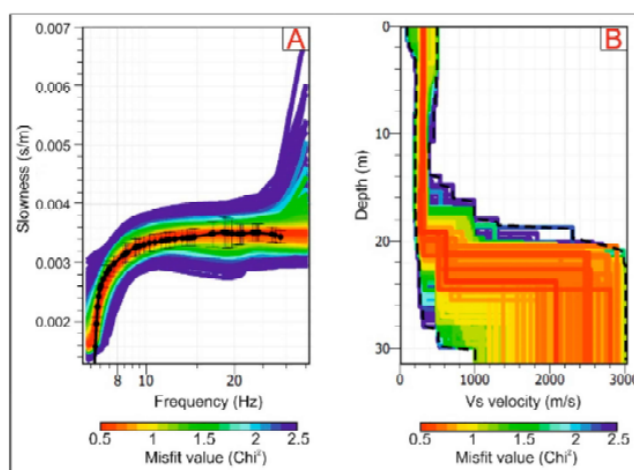 A
B
0.007
0.006
0.005
0.004
0.003
0.002
Slowness (s/m)
8 10 20
Frequency (Hz)
0.5 1 1.5 2 2.5
Misfit value (Chi²)
0
10
20
30
Depth (m)
0 1000 2000 3000
Vs velocity (m/s)
0.5 1 1.5 2 2.5
Misfit value (Chi²)